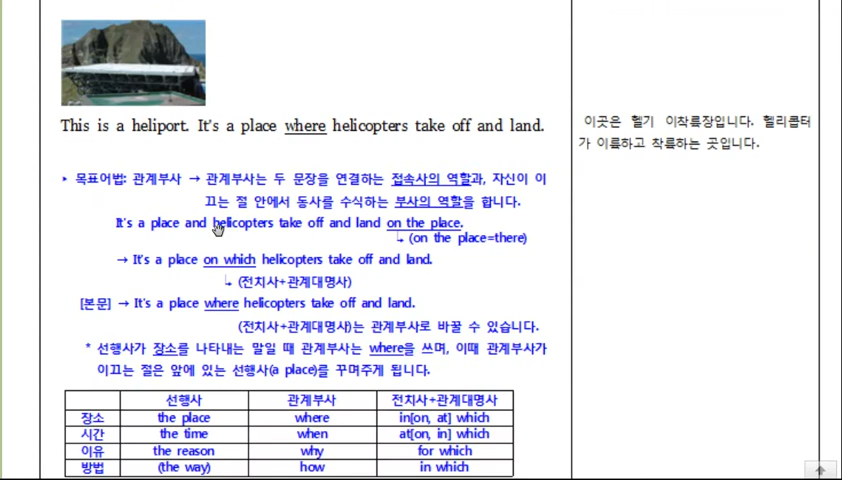 This is a heliport. It's a place where helicopters take off and land.
이곳은 헬기 이착륙장입니다. 헬리콥터
가 이륙하고 착륙하는 곳입니다.
▸ 목표어법: 관계부사 → 관계부사는 두 문장을 연결하는 접속사의 역할과, 자신이 이
끄는 절 안에서 동사를 수식하는 부사의 역할을 합니다.
It's a place and helicopters take off and land on the place.
↳ (on the place=there)
→ It's a place on which helicopters take off and land.
↳ (전치사+관계대명사)
[본문] → It's a place where helicopters take off and land.
(전치사+관계대명사)는 관계부사로 바꿀 수 있습니다.
* 선행사가 장소를 나타내는 말일 때 관계부사는 where을 쓰며, 이때 관계부사가
이끄는 절은 앞에 있는 선행사(a place)를 꾸며주게 됩니다.
선행사 관계부사 전치사+관계대명사
장소 the place where in[on, at] which
시간 the time when at[on, in] which
이유 the reason why for which
방법 (the way) how in which